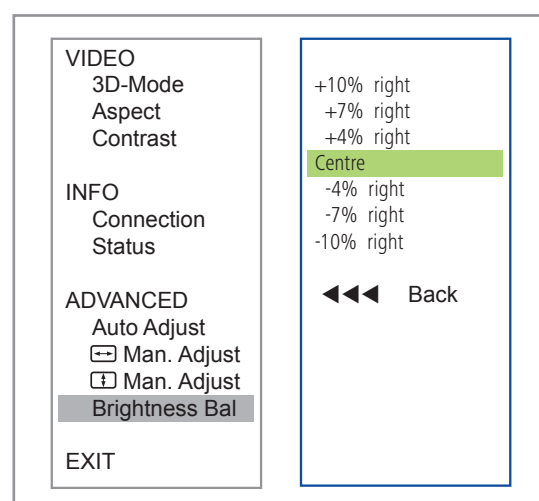 VIDEO
3D-Mode
Aspect
Contrast
INFO
Connection
Status
ADVANCED
Auto Adjust
Man. Adjust
Man. Adjust
Brightness Bal
EXIT
+10% right
+7% right
+4% right
Centre
-4% right
-7% right
-10% right
Back